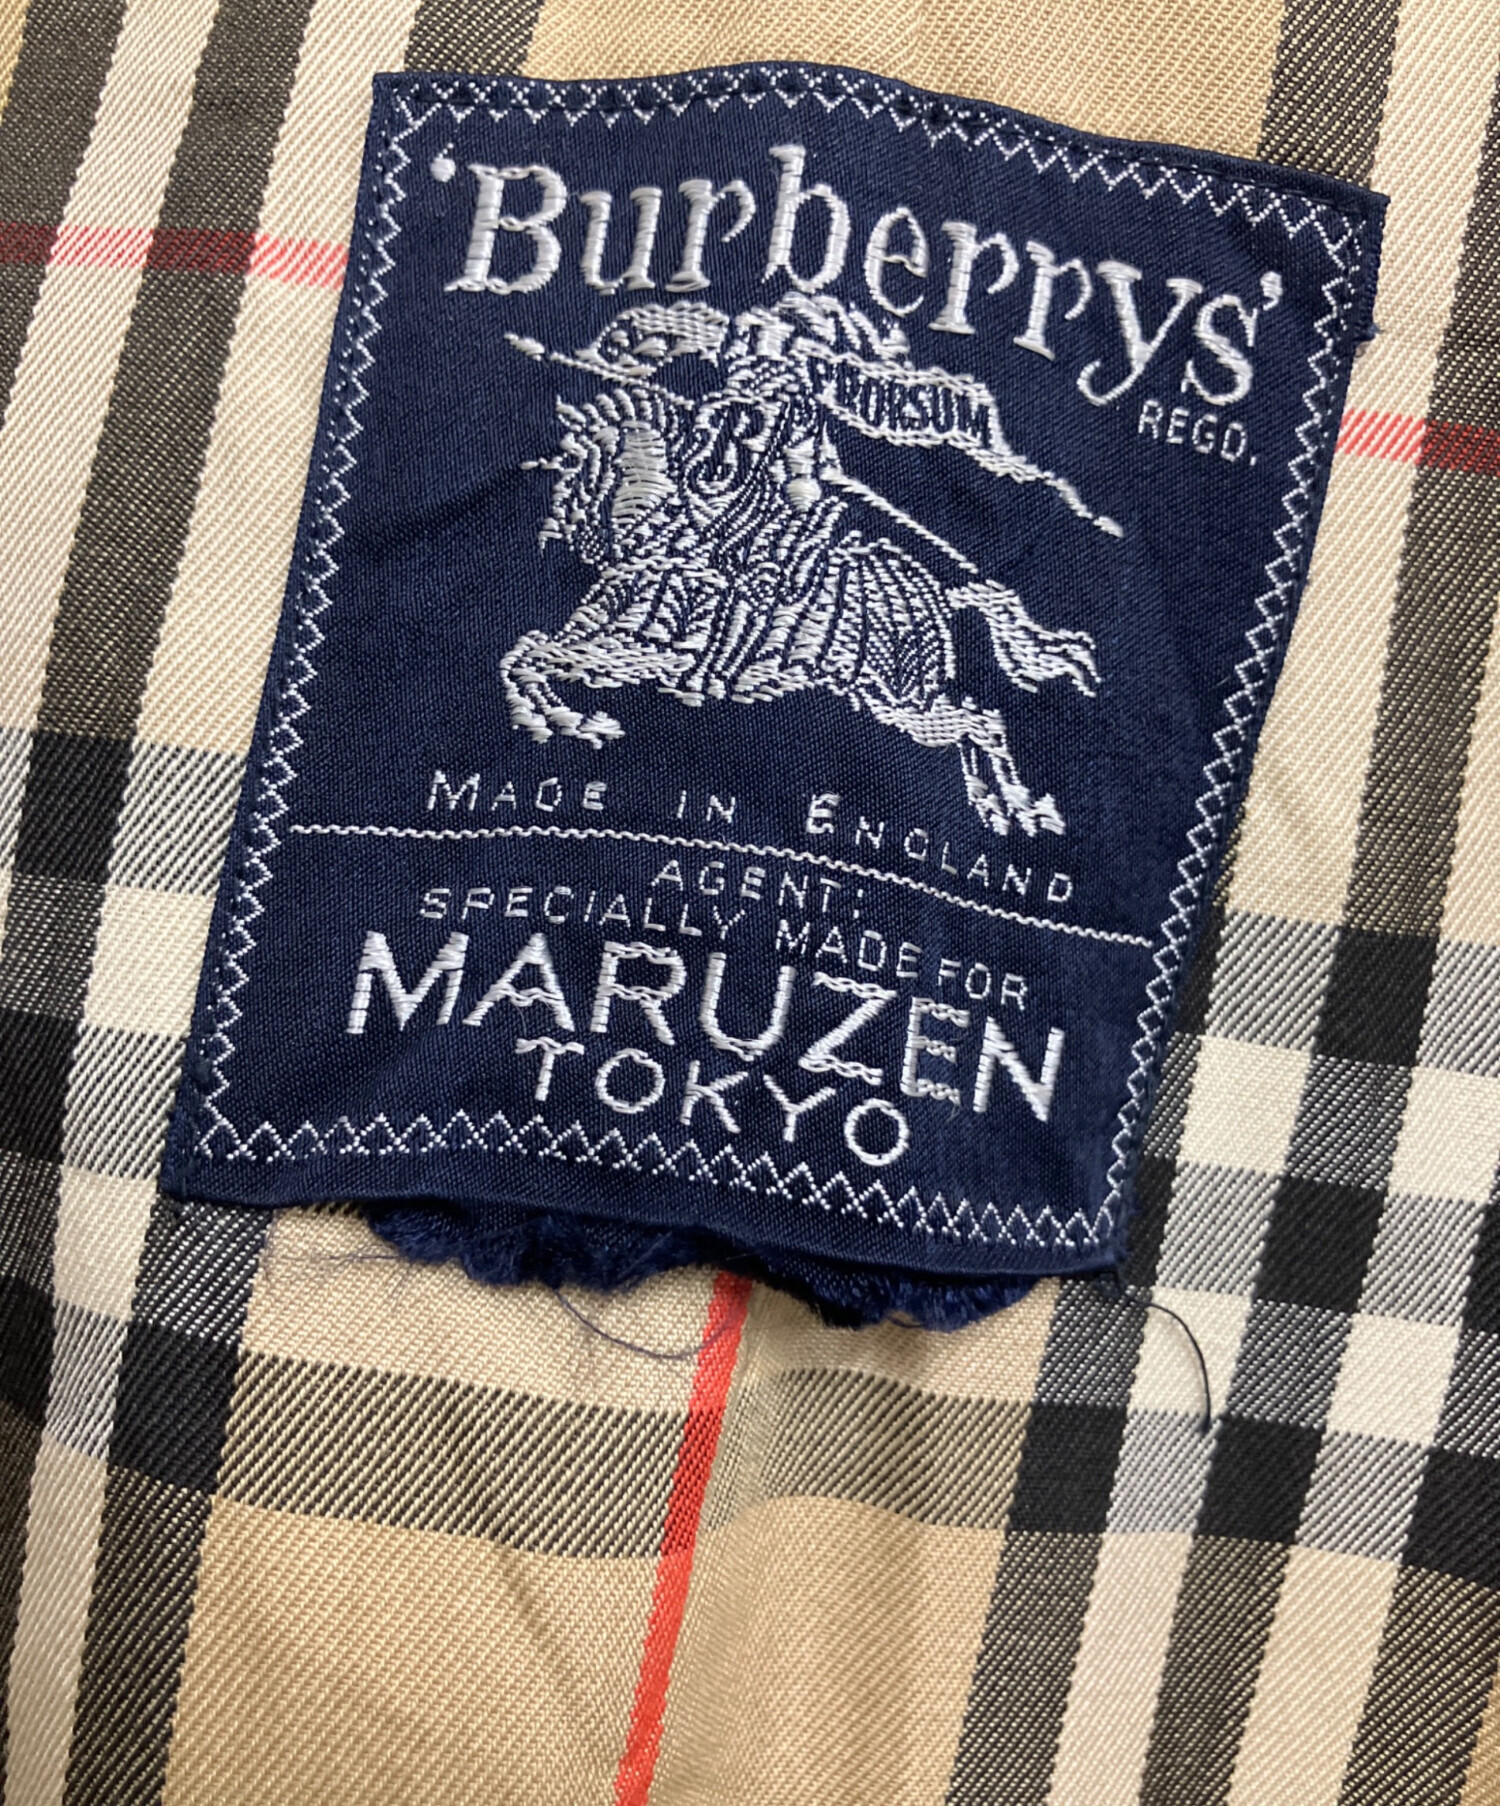 'Burberrys'
REGD.
PRORSUM
MADE IN ENGLAND
AGENT:
SPECIALLY MADE FOR
MARUZEN
TOKYO